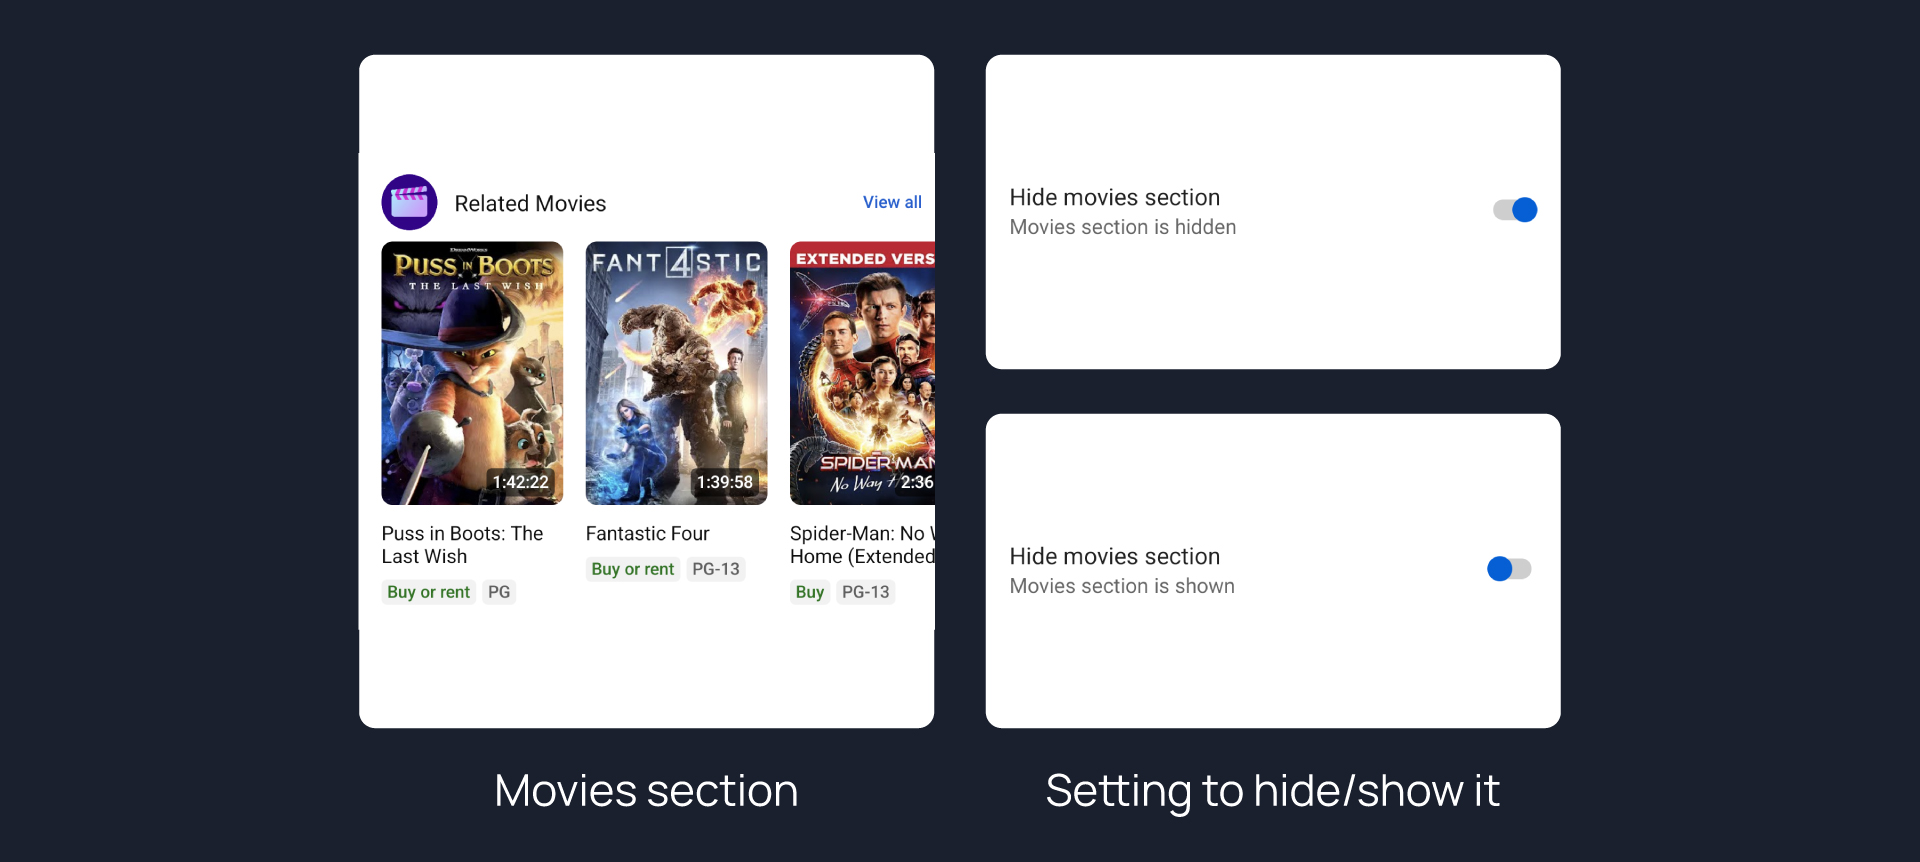 Related Movies
View all
DreamWorks
PUSS IN BOOTS
THE LAST WISH
1:42:22
Puss in Boots: The
Last Wish
Buy or rent
PG
FANT4STIC
1:39:58
Fantastic Four
Buy or rent
PG-13
EXTENDED VERS
SPIDER-MAN
No Way H
2:36
Spider-Man: No W
Home (Extended
Buy
PG-13
Movies section
Hide movies section
Movies section is hidden
Hide movies section
Movies section is shown
Setting to hide/show it